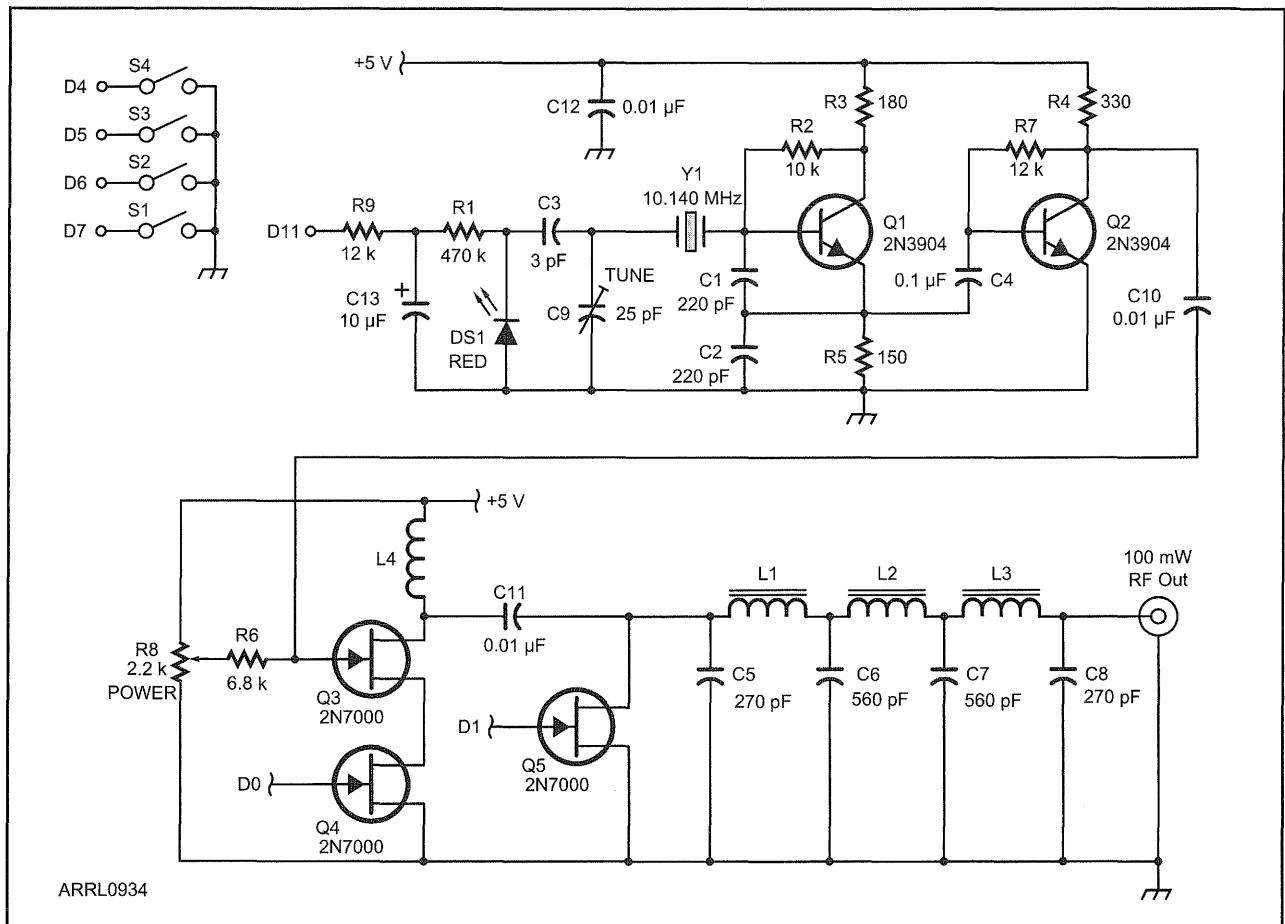 D4
S4
D5
S3
D6
S2
D7
S1
+5 V
C12
0.01 µF
R3
180
R4
330
R2
10 k
R7
12 k
Y1
10.140 MHz
Q1
2N3904
Q2
2N3904
D11
R9
12 k
R1
470 k
C3
3 pF
TUNE
C9
25 pF
C13
+
10 µF
DS1
RED
C1
220 pF
C2
220 pF
0.1 µF
C4
R5
150
C10
0.01 µF
+5 V
L4
C11
0.01 µF
L1
L2
L3
100 mW
RF Out
R8
2.2 k
POWER
R6
6.8 k
Q3
2N7000
D0
Q4
2N7000
D1
Q5
2N7000
C5
270 pF
C6
560 pF
C7
560 pF
C8
270 pF
ARRL0934